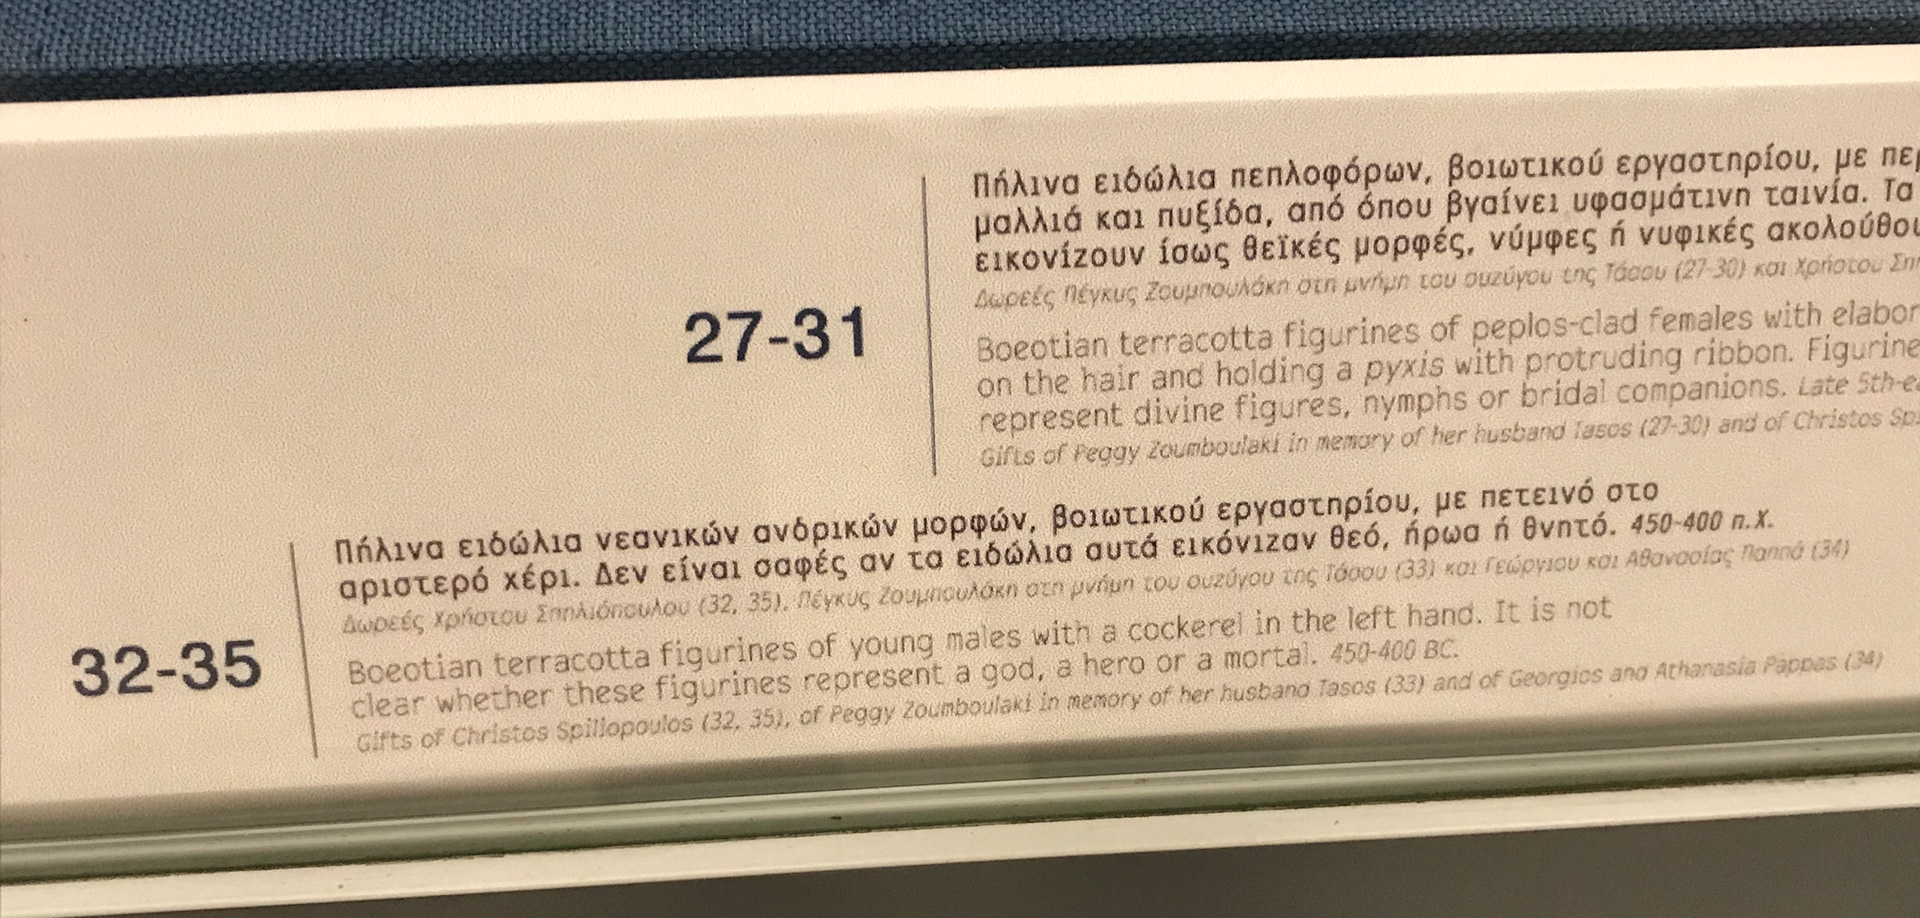 27-31
Πήλινα ειδώλια πεπλοφόρων, βοιωτικού εργαστηρίου, με
μαλλιά και πυξίδα, από όπου βγαίνει υφασμάτινη ταινία. Τα
εικονίζουν ίσως θεϊκές μορφές, νύμφες ή νυφικές
Δωρεές Πέγκυς Ζουμπουλάκη στη μνήμη του συζύγου της Τάσου (27-30) και Χρήστου
Boeotian terracotta figurines of peplos-clad females with
on the hair and holding a pyxis with protruding ribbon.
represent divine figures, nymphs or bridal companions. Late
Gifts of Peggy Zoumboulaki in memory of her husband Tasos (27-30) and of Christos
32-35
Πήλινα ειδώλια νεανικών ανδρικών μορφών, βοιωτικού εργαστηρίου, με πετεινό στο
αριστερό χέρι. Δεν είναι σαφές αν τα ειδώλια αυτά εικόνιζαν θεό, ήρωα ή θνητό. 450-400 π.Χ.
Δωρεές Χρήστου Σπηλιόπουλου (32, 35), Πέγκυς Ζουμπουλάκη στη μνήμη του συζύγου της Τάσου (33) και Γεώργιου και Αθανασίας Παππά (34)
Boeotian terracotta figurines of young males with a cockerel in the left hand. It is not
clear whether these figurines represent a god, a hero or a mortal. 450-400 BC.
Gifts of Christos Spiliopoulos (32, 35), of Peggy Zoumboulaki in memory of her husband Tasos (33) and of Georgios and Athanasia Pappas (34)